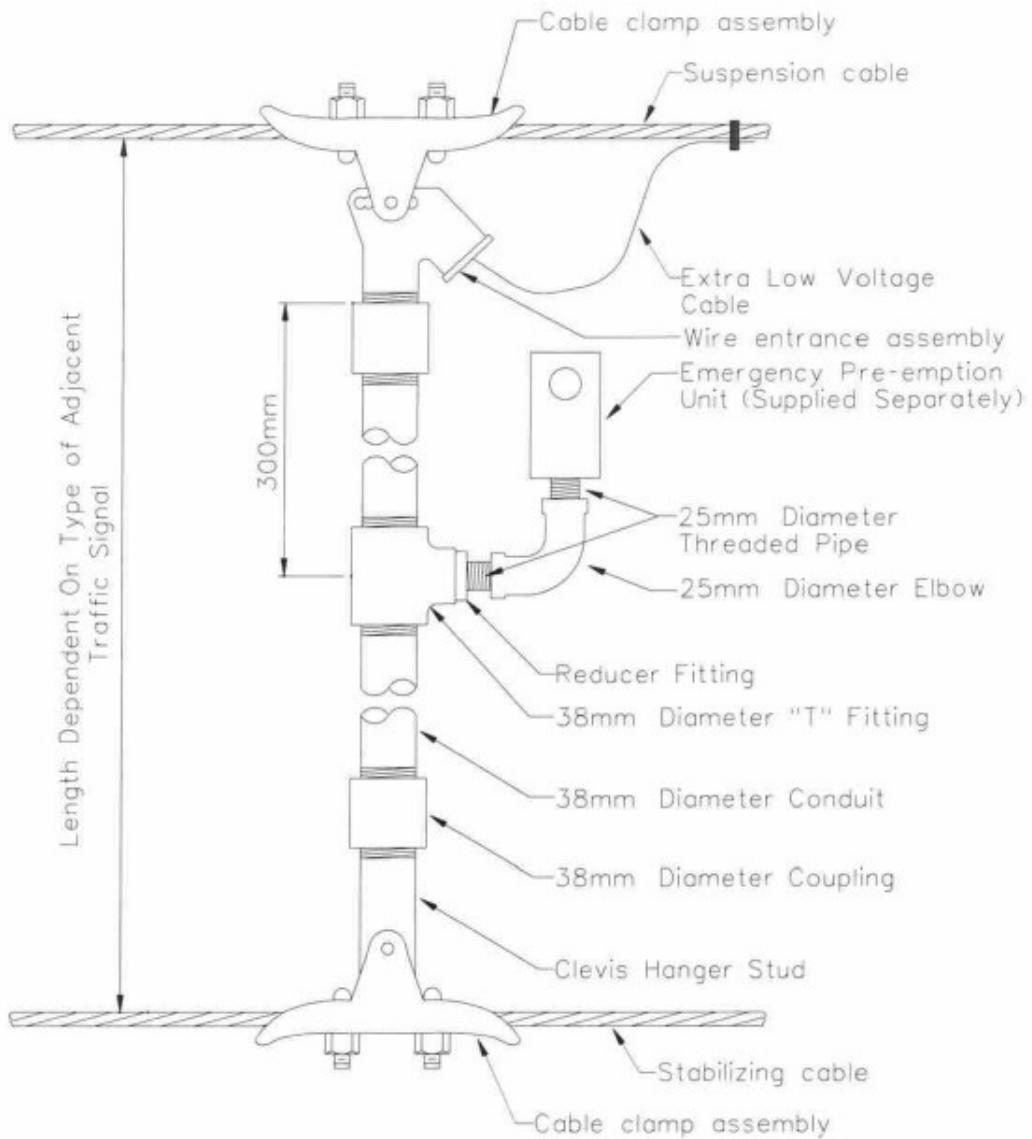 Cable clamp assembly
Suspension cable
Extra Low Voltage
Cable
Wire entrance assembly
Emergency Pre-emption
Unit (Supplied Separately)
300mm
Length Dependent On Type of Adjacent
Traffic Signal
25mm Diameter
Threaded Pipe
25mm Diameter Elbow
Reducer Fitting
38mm Diameter "T" Fitting
38mm Diameter Conduit
38mm Diameter Coupling
Clevis Hanger Stud
Stabilizing cable
Cable clamp assembly